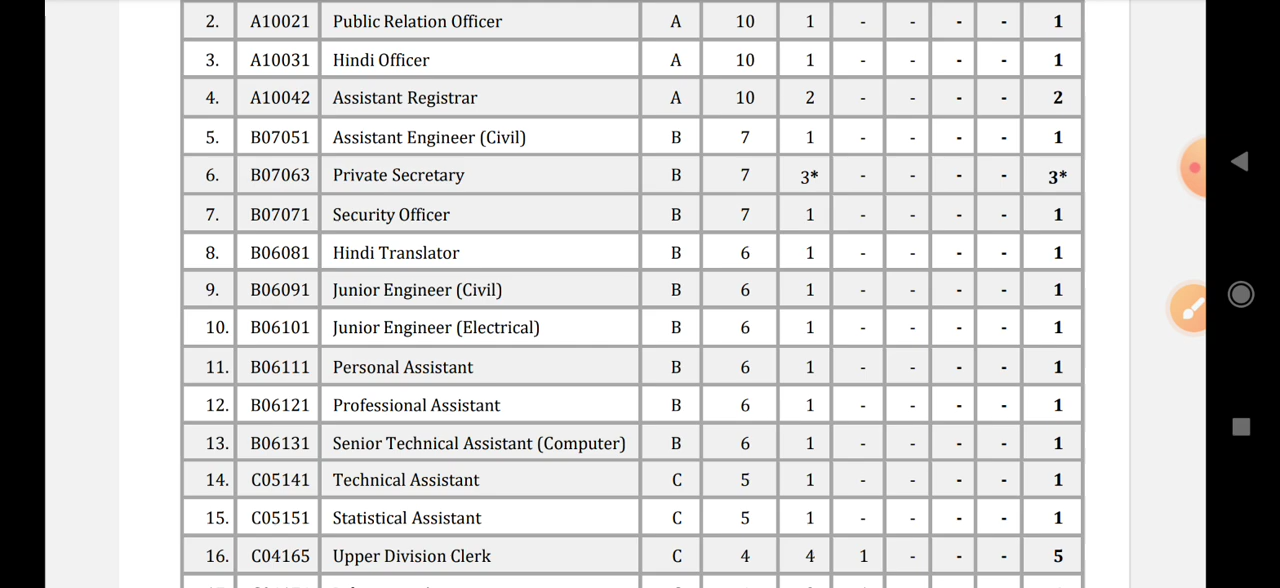 2. A10021 Public Relation Officer A 10 1 - - - - 1
3. A10031 Hindi Officer A 10 1 - - - - 1
4. A10042 Assistant Registrar A 10 2 - - - - 2
5. B07051 Assistant Engineer (Civil) B 7 1 - - - - 1
6. B07063 Private Secretary B 7 3* - - - - 3*
7. B07071 Security Officer B 7 1 - - - - 1
8. B06081 Hindi Translator B 6 1 - - - - 1
9. B06091 Junior Engineer (Civil) B 6 1 - - - - 1
10. B06101 Junior Engineer (Electrical) B 6 1 - - - - 1
11. B06111 Personal Assistant B 6 1 - - - - 1
12. B06121 Professional Assistant B 6 1 - - - - 1
13. B06131 Senior Technical Assistant (Computer) B 6 1 - - - - 1
14. C05141 Technical Assistant C 5 1 - - - - 1
15. C05151 Statistical Assistant C 5 1 - - - - 1
16. C04165 Upper Division Clerk C 4 4 1 - - - 5